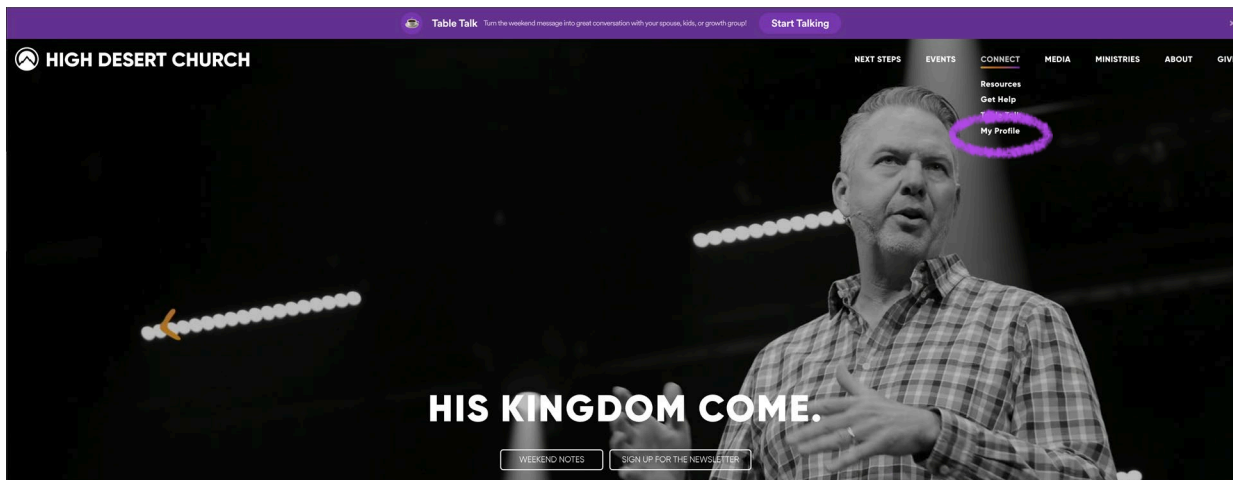 Table Talk Turn the weekend message into great conversation with your spouse, kids, or growth group! Start Talking
HIGH DESERT CHURCH
NEXT STEPS EVENTS CONNECT MEDIA MINISTRIES ABOUT
Resources
Get Help
My Profile
HIS KINGDOM COME.
WEEKEND NOTES SIGN UP FOR THE NEWSLETTER